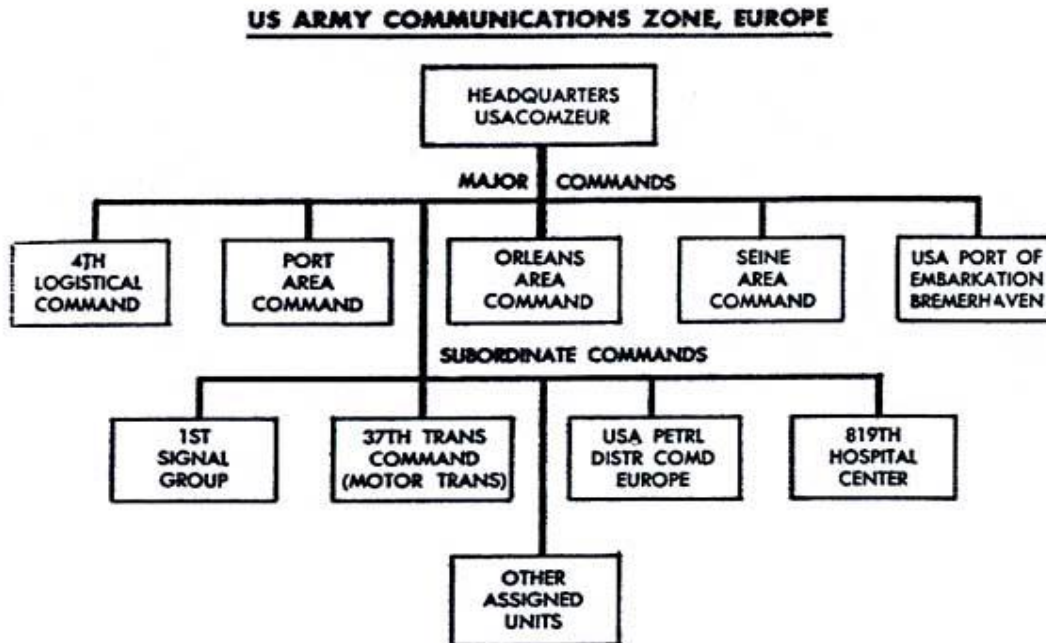 US ARMY COMMUNICATIONS ZONE, EUROPE
HEADQUARTERS
USACOMZEUR
MAJOR COMMANDS
4TH
LOGISTICAL
COMMAND
PORT
AREA
COMMAND
ORLEANS
AREA
COMMAND
SEINE
AREA
COMMAND
USA PORT OF
EMBARKATION
BREMERHAVEN
SUBORDINATE COMMANDS
1ST
SIGNAL
GROUP
37TH TRANS
COMMAND
(MOTOR TRANS)
USA PETRL
DISTR COMD
EUROPE
819TH
HOSPITAL
CENTER
OTHER
ASSIGNED
UNITS